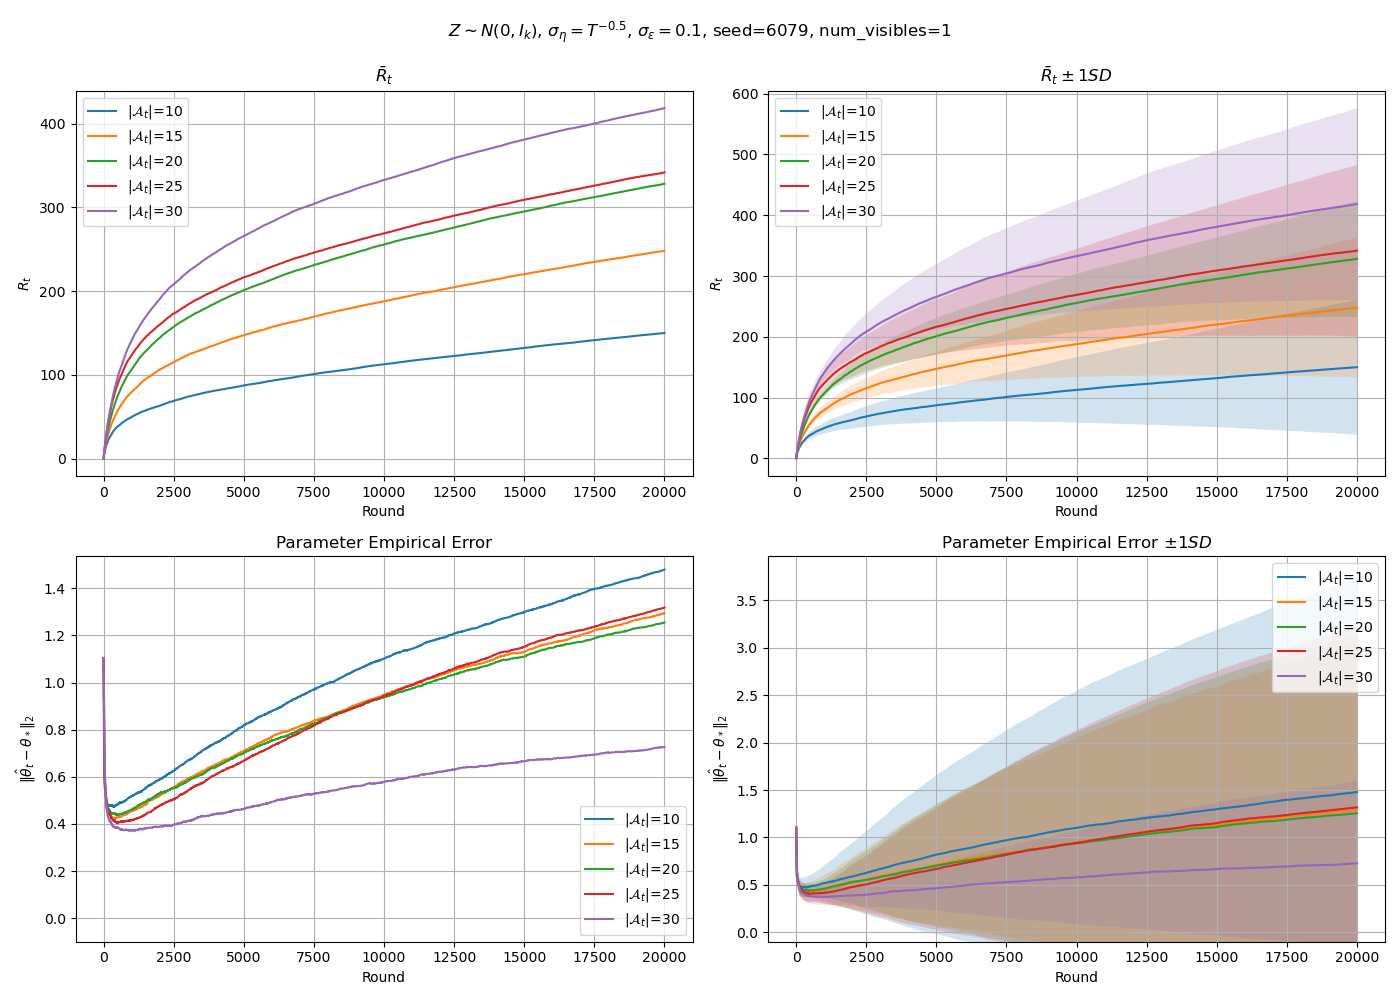 Z ∼ N(0, I_k), σ_η = T^{−0.5}, σ_ε = 0.1, seed=6079, num_visibles=1
R̄_t
|𝒜_t|=10
|𝒜_t|=15
|𝒜_t|=20
|𝒜_t|=25
|𝒜_t|=30
400
300
200
100
0
R_t
0 2500 5000 7500 10000 12500 15000 17500 20000
Round
R̄_t ± 1SD
|𝒜_t|=10
|𝒜_t|=15
|𝒜_t|=20
|𝒜_t|=25
|𝒜_t|=30
600
500
400
300
200
100
0
R_t
0 2500 5000 7500 10000 12500 15000 17500 20000
Round
Parameter Empirical Error
1.4
1.2
1.0
0.8
0.6
0.4
0.2
0.0
‖θ̂_t − θ_*‖_2
|𝒜_t|=10
|𝒜_t|=15
|𝒜_t|=20
|𝒜_t|=25
|𝒜_t|=30
0 2500 5000 7500 10000 12500 15000 17500 20000
Round
Parameter Empirical Error ±1SD
|𝒜_t|=10
|𝒜_t|=15
|𝒜_t|=20
|𝒜_t|=25
|𝒜_t|=30
3.5
3.0
2.5
2.0
1.5
1.0
0.5
0.0
‖θ̂_t − θ_*‖_2
0 2500 5000 7500 10000 12500 15000 17500 20000
Round